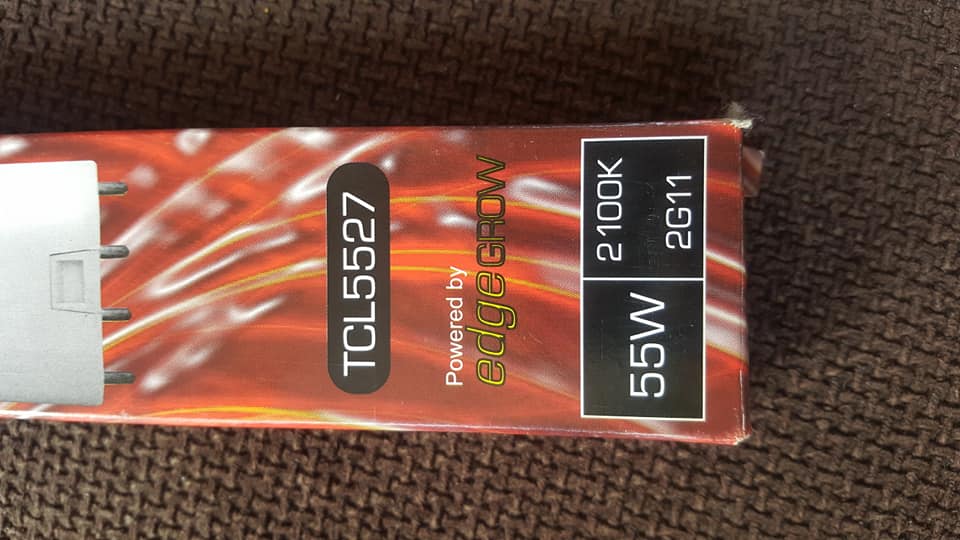 TCL5527
Powered by
edgeGROW
55W
2100K
2G11